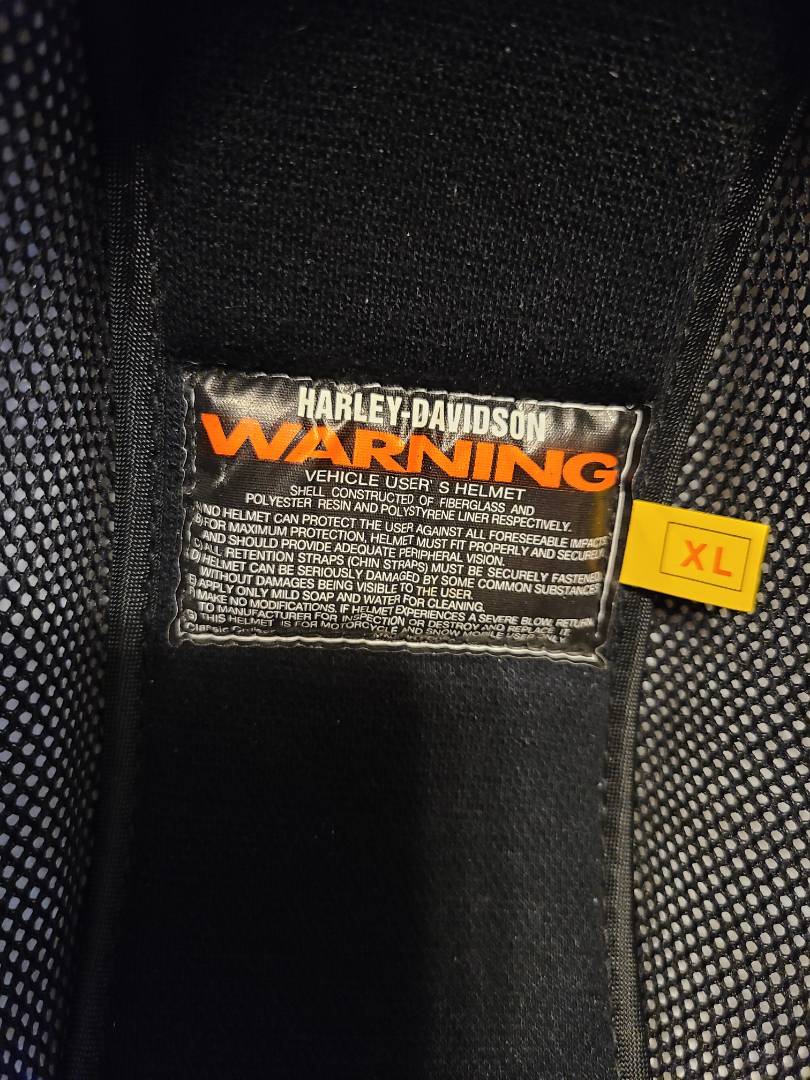 HARLEY-DAVIDSON
WARNING
VEHICLE USER' S HELMET
SHELL CONSTRUCTED OF FIBERGLASS AND
POLYESTER RESIN AND POLYSTYRENE LINER RESPECTIVELY.
A)NO HELMET CAN PROTECT THE USER AGAINST ALL FORESEEABLE IMPACTS
B)FOR MAXIMUM PROTECTION, HELMET MUST FIT PROPERLY AND SECURELY
AND SHOULD PROVIDE ADEQUATE PERIPHERAL VISION.
C)ALL RETENTION STRAPS (CHIN STRAPS) MUST BE SECURELY FASTENED
D)HELMET CAN BE SERIOUSLY DAMAGED BY SOME COMMON SUBSTANCES
WITHOUT DAMAGES BEING VISIBLE TO THE USER.
E)APPLY ONLY MILD SOAP AND WATER FOR CLEANING.
F)MAKE NO MODIFICATIONS. IF HELMET EXPERIENCES A SEVERE BLOW, RETURN
TO MANUFACTURER FOR INSPECTION OR DESTROY AND REPLACE IT.
G) THIS HELMET IS FOR MOTORCYCLE AND SNOW MOBILE USE ONLY
Classic
XL